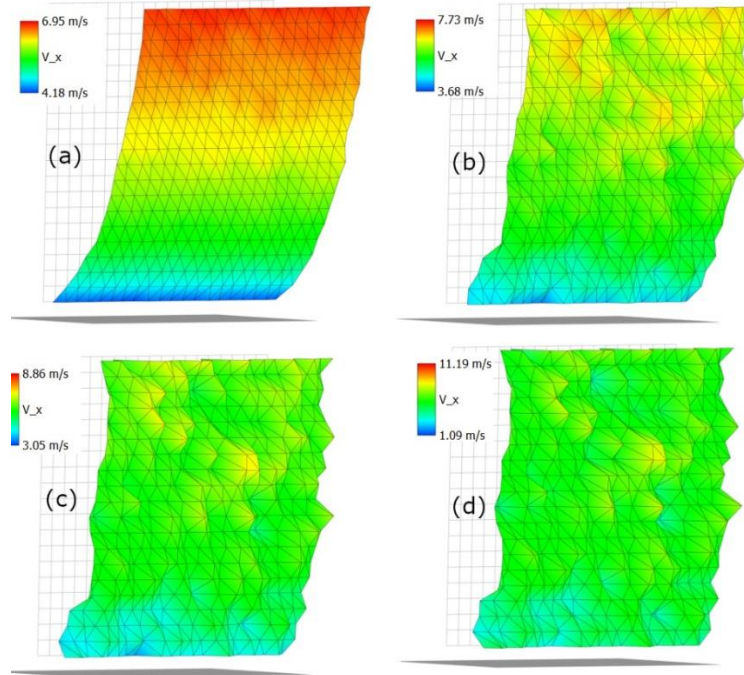 6.95 m/s
V_x
4.18 m/s
(a)
7.73 m/s
V_x
3.68 m/s
(b)
8.86 m/s
V_x
3.05 m/s
(c)
11.19 m/s
V_x
1.09 m/s
(d)